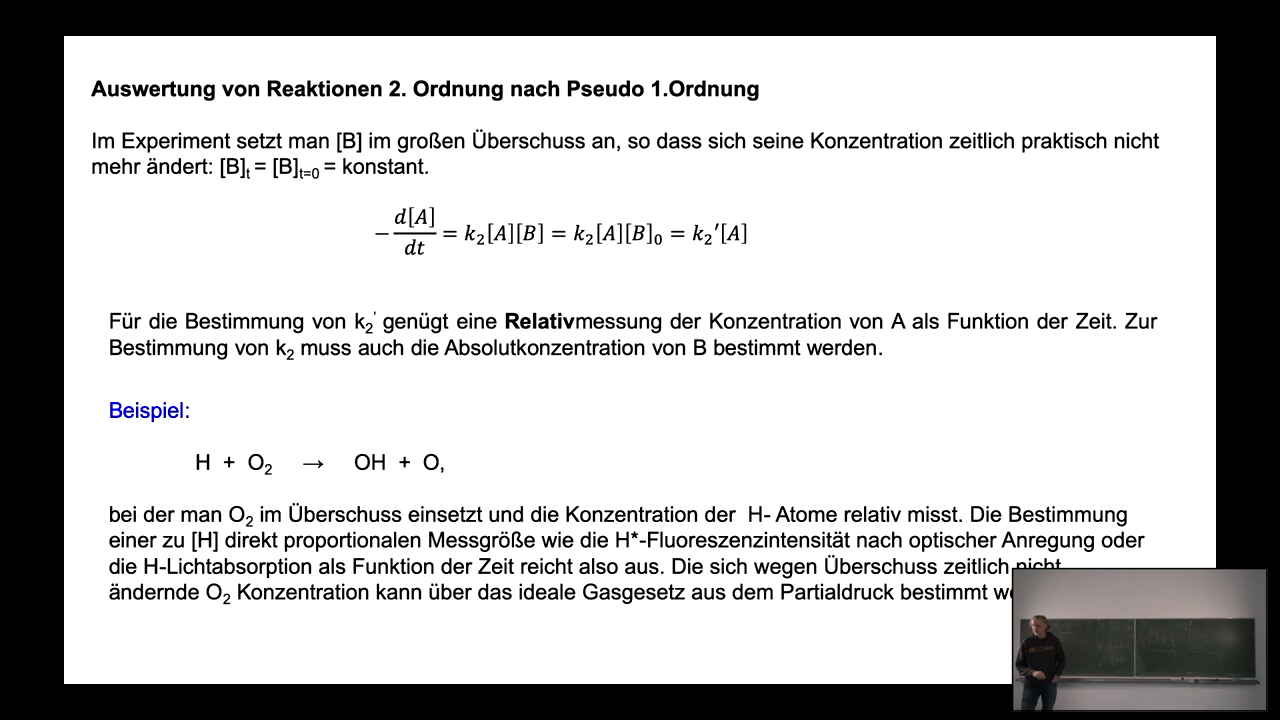 Auswertung von Reaktionen 2. Ordnung nach Pseudo 1.Ordnung
Im Experiment setzt man [B] im großen Überschuss an, so dass sich seine Konzentration zeitlich praktisch nicht
mehr ändert: [B]ₜ = [B]ₜ₌₀ = konstant.
−d[A]/dt = k₂[A][B] = k₂[A][B]₀ = k₂′[A]
Für die Bestimmung von k₂' genügt eine Relativmessung der Konzentration von A als Funktion der Zeit. Zur
Bestimmung von k₂ muss auch die Absolutkonzentration von B bestimmt werden.
Beispiel:
H + O₂ → OH + O,
bei der man O₂ im Überschuss einsetzt und die Konzentration der H- Atome relativ misst. Die Bestimmung
einer zu [H] direkt proportionalen Messgröße wie die H*-Fluoreszenzintensität nach optischer Anregung oder
die H-Lichtabsorption als Funktion der Zeit reicht also aus. Die sich wegen Überschuss zeitlich nicht
ändernde O₂ Konzentration kann über das ideale Gasgesetz aus dem Partialdruck bestimmt